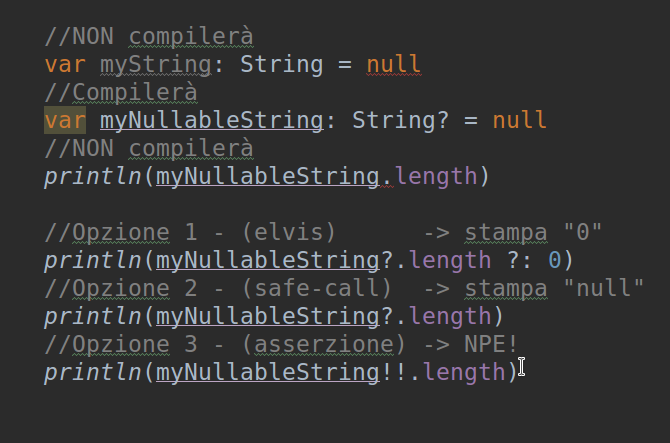 //NON compilerà
var myString: String = null
//Compilerà
var myNullableString: String? = null
//NON compilerà
println(myNullableString.length)
//Opzione 1 - (elvis)      -> stampa "0"
println(myNullableString?.length ?: 0)
//Opzione 2 - (safe-call)  -> stampa "null"
println(myNullableString?.length)
//Opzione 3 - (asserzione) -> NPE!
println(myNullableString!!.length)